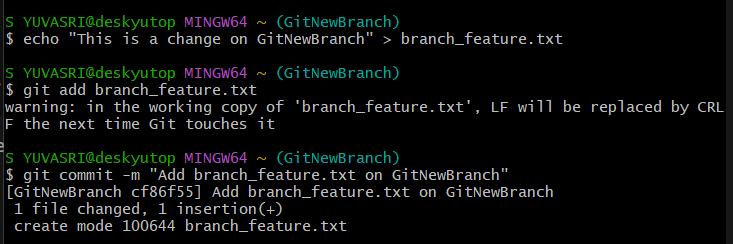 S YUVASRI@deskyutop MINGW64 ~ (GitNewBranch)
$ echo "This is a change on GitNewBranch" > branch_feature.txt
S YUVASRI@deskyutop MINGW64 ~ (GitNewBranch)
$ git add branch_feature.txt
warning: in the working copy of 'branch_feature.txt', LF will be replaced by CRL
F the next time Git touches it
S YUVASRI@deskyutop MINGW64 ~ (GitNewBranch)
$ git commit -m "Add branch_feature.txt on GitNewBranch"
[GitNewBranch cf86f55] Add branch_feature.txt on GitNewBranch
 1 file changed, 1 insertion(+)
 create mode 100644 branch_feature.txt